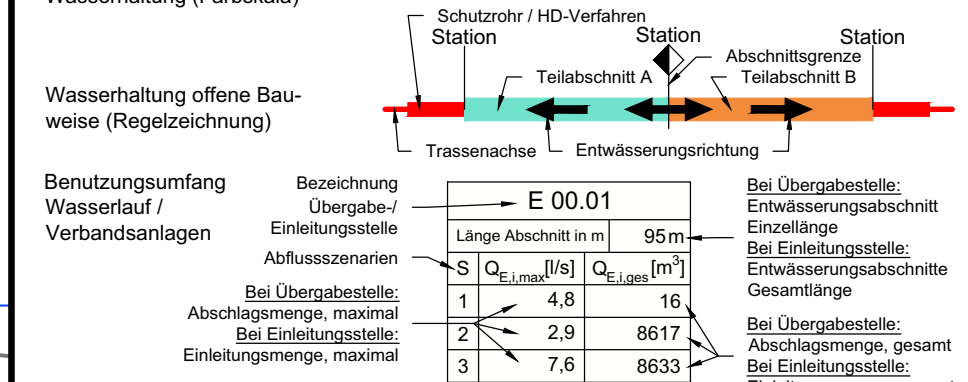 Wasserhaltung (Farbskala)
Schutzrohr / HD-Verfahren
Station
Station
Station
Abschnittsgrenze
Teilabschnitt A
Teilabschnitt B
Wasserhaltung offene Bau-
weise (Regelzeichnung)
Trassenachse
Entwässerungsrichtung
Benutzungsumfang
Wasserlauf /
Verbandsanlagen
Bezeichnung
Übergabe-/
Einleitungsstelle
Abflussszenarien
Bei Übergabestelle:
Abschlagsmenge, maximal
Bei Einleitungsstelle:
Einleitungsmenge, maximal
E 00.01
Länge Abschnitt in m 95m
S Q_E,i,max[l/s] Q_E,i,ges[m³]
1 4,8 16
2 2,9 8617
3 7,6 8633
Bei Übergabestelle:
Entwässerungsabschnitt
Einzellänge
Bei Einleitungsstelle:
Entwässerungsabschnitte
Gesamtlänge
Bei Übergabestelle:
Abschlagsmenge, gesamt
Bei Einleitungsstelle: